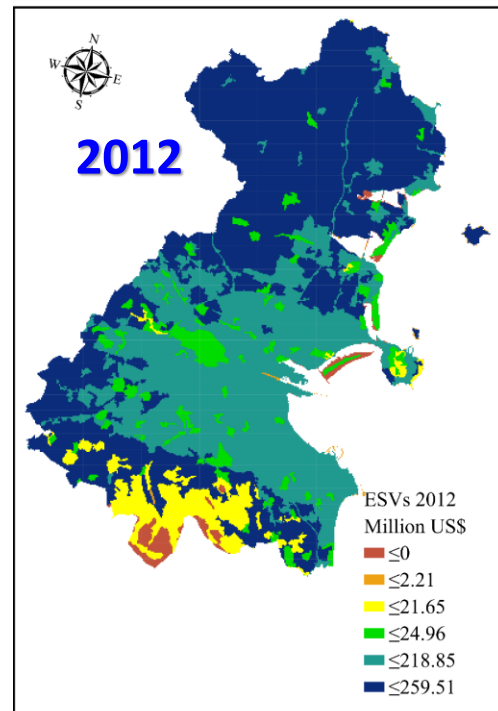 N
W
E
S
2012
ESVs 2012
Million US$
≤0
≤2.21
≤21.65
≤24.96
≤218.85
≤259.51